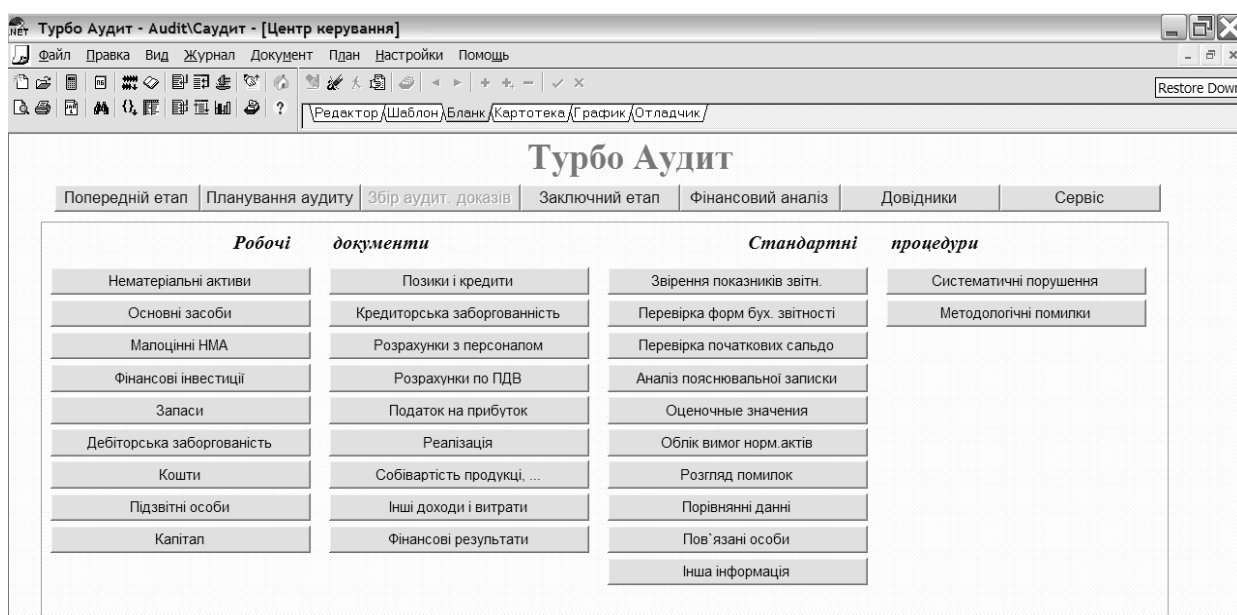 Турбо Аудит - Audit\Саудит - [Центр керування]
Файл Правка Вид Журнал Документ План Настройки Помощь
Restore Down
\Редактор/Шаблон\Бланк/Картотека/График/Отладчик/
Турбо Аудит
Попередній етап Планування аудиту Збір аудит. доказів Заключний етап Фінансовий аналіз Довідники Сервіс
Робочі документи Стандартні процедури
Нематеріальні активи Позики і кредити Звірення показників звітн. Систематичні порушення
Основні засоби Кредиторська заборгованність Перевірка форм бух. звітності Методологічні помилки
Малоцінні НМА Розрахунки з персоналом Перевірка початкових сальдо
Фінансові інвестиції Розрахунки по ПДВ Аналіз пояснювальної записки
Запаси Податок на прибуток Оценочные значения
Дебіторська заборгованість Реалізація Облік вимог норм.актів
Кошти Собівартість продукці, ... Розгляд помилок
Підзвітні особи Інші доходи і витрати Порівнянні данні
Капітал Фінансові результати Пов`язані особи
Інша інформація